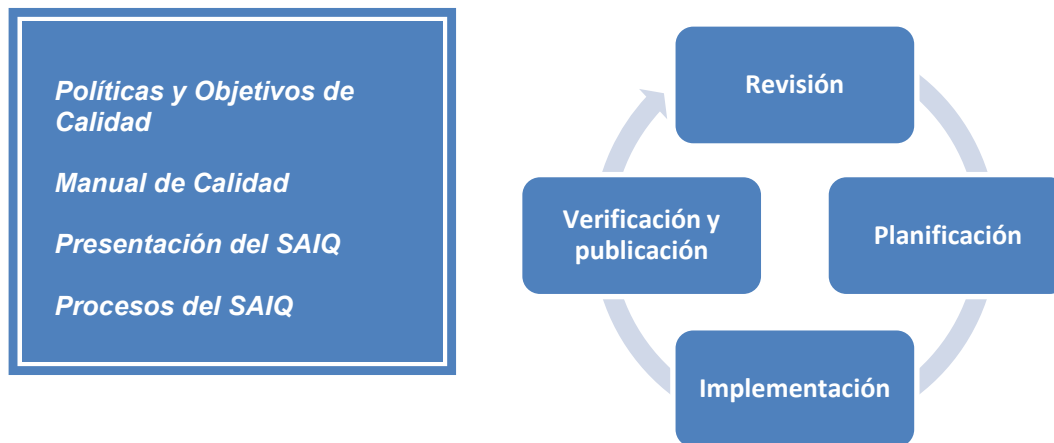 Políticas y Objetivos de
Calidad
Manual de Calidad
Presentación del SAIQ
Procesos del SAIQ
Revisión
Planificación
Implementación
Verificación y
publicación